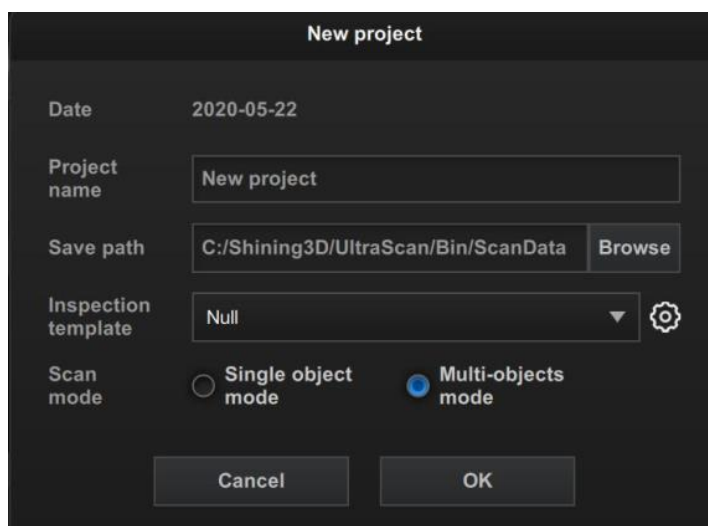 New project
Date 2020-05-22
Project
name
New project
Save path C:/Shining3D/UltraScan/Bin/ScanData Browse
Inspection
template
Null
Scan
mode
Single object
mode
Multi-objects
mode
Cancel OK